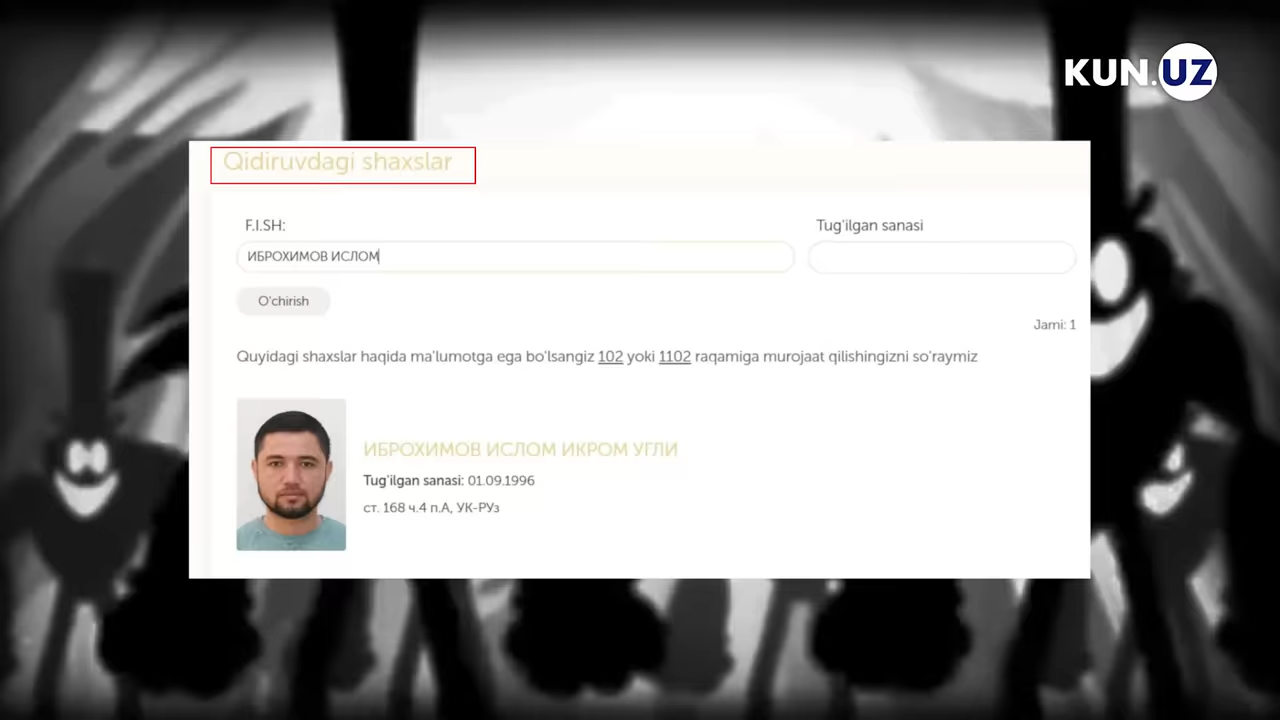 KUN.UZ
Qidiruvdagi shaxslar
F.I.SH:
Tug'ilgan sanasi
ИБРОХИМОВ ИСЛОМ
O'chirish
Jami: 1
Quyidagi shaxslar haqida ma'lumotga ega bo'lsangiz 102 yoki 1102 raqamiga murojaat qilishingizni so'raymiz
ИБРОХИМОВ ИСЛОМ ИКРОМ УГЛИ
Tug'ilgan sanasi: 01.09.1996
ст. 168 ч.4 п.А, УК-РУз